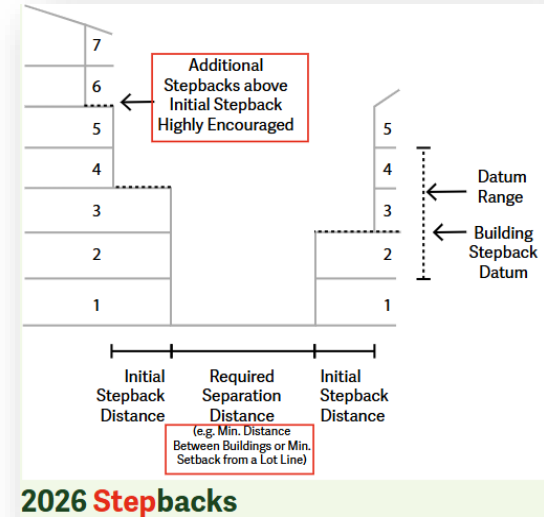 7
6
5
4
3
2
1
Additional
Stepbacks above
Initial Stepback
Highly Encouraged
5
4
3
2
1
Datum
Range
Building
Stepback
Datum
Initial
Stepback
Distance
Required
Separation
Distance
(e.g. Min. Distance
Between Buildings or Min.
Setback from a Lot Line)
Initial
Stepback
Distance
2026 Stepbacks